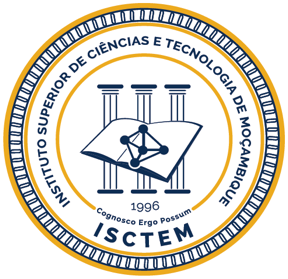 INSTITUTO SUPERIOR DE CIÊNCIAS E TECNOLOGIA DE MOÇAMBIQUE
1996
Cognosco Ergo Possum
ISCTEM